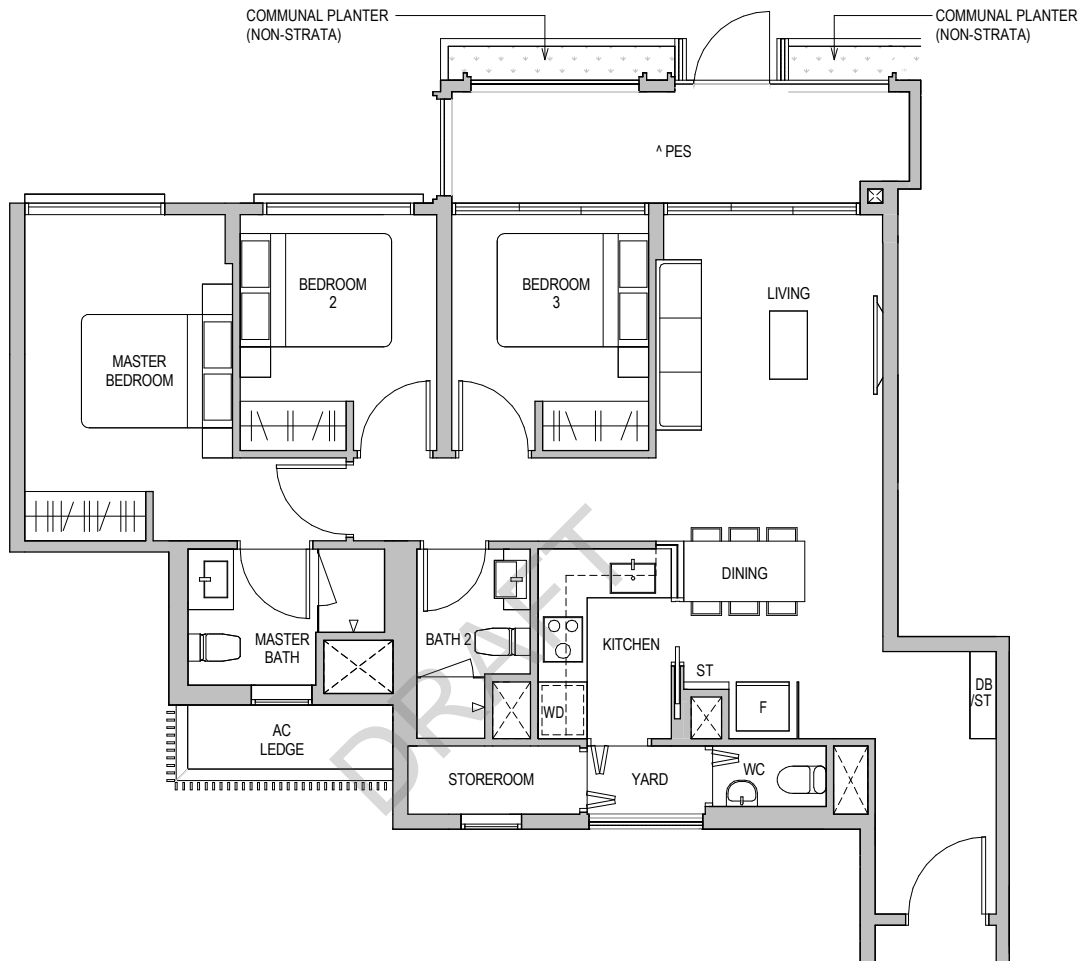 COMMUNAL PLANTER
(NON-STRATA)
COMMUNAL PLANTER
(NON-STRATA)
^ PES
BEDROOM
2
BEDROOM
3
LIVING
MASTER
BEDROOM
DINING
MASTER
BATH
BATH 2
KITCHEN
ST
DB
/ST
WD
F
AC
LEDGE
STOREROOM
YARD
WC
DRAFT